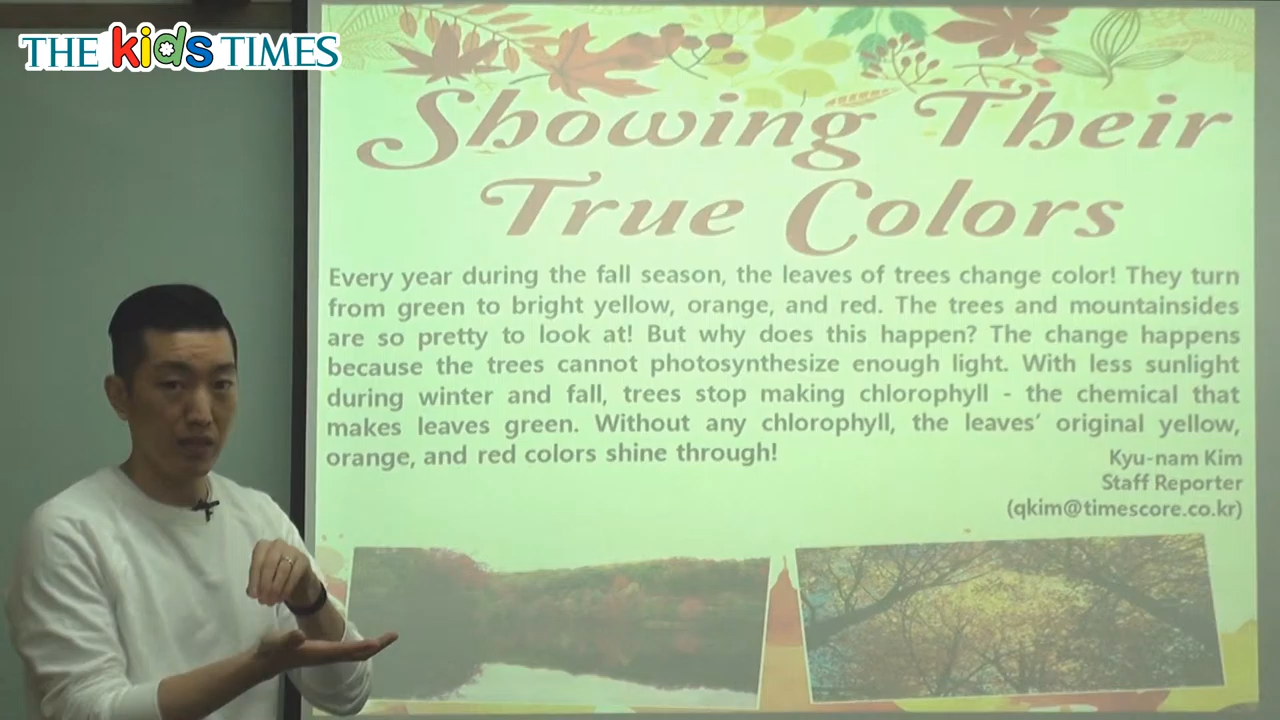 THE kids TIMES
Showing Their
True Colors
Every year during the fall season, the leaves of trees change color! They turn
from green to bright yellow, orange, and red. The trees and mountainsides
are so pretty to look at! But why does this happen? The change happens
because the trees cannot photosynthesize enough light. With less sunlight
during winter and fall, trees stop making chlorophyll - the chemical that
makes leaves green. Without any chlorophyll, the leaves’ original yellow,
orange, and red colors shine through!
Kyu-nam Kim
Staff Reporter
(qkim@timescore.co.kr)